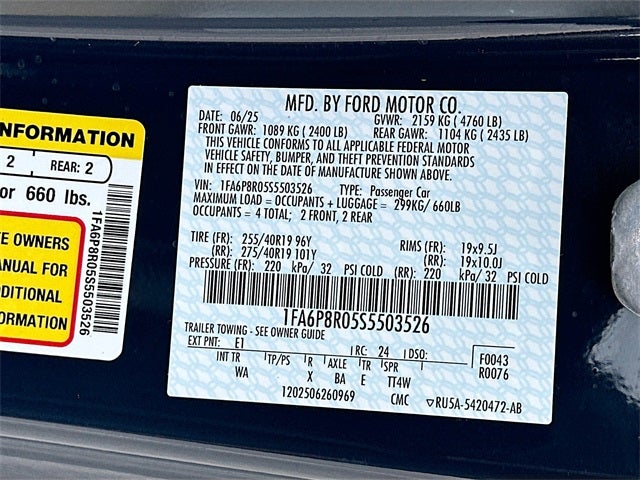 NFORMATION
2 REAR: 2
or 660 lbs.
E OWNERS
ANUAL FOR
DITIONAL
FORMATION
1FA6P8R05S5503526
MFD. BY FORD MOTOR CO.
DATE: 06/25 GVWR: 2159 KG ( 4760 LB)
FRONT GAWR: 1089 KG ( 2400 LB) REAR GAWR: 1104 KG ( 2435 LB)
THIS VEHICLE CONFORMS TO ALL APPLICABLE FEDERAL MOTOR
VEHICLE SAFETY, BUMPER, AND THEFT PREVENTION STANDARDS
IN EFFECT ON THE DATE OF MANUFACTURE SHOWN ABOVE.
VIN: 1FA6P8R05S5503526 TYPE: Passenger Car
MAXIMUM LOAD = OCCUPANTS + LUGGAGE = 299KG/ 660LB
OCCUPANTS = 4 TOTAL; 2 FRONT, 2 REAR
TIRE (FR): 255/40R19 96Y RIMS (FR): 19x9.5J
(RR): 275/40R19 101Y (RR): 19x10.0J
PRESSURE (FR): 220 kPa/ 32 PSI COLD (RR): 220 kPa/ 32 PSI COLD
1FA6P8R05S5503526
TRAILER TOWING - SEE OWNER GUIDE
EXT PNT: E1 RC: 24 DSO: F0043
INT TR TP/PS R AXLE TR SPR R0076
WA X BA E TT4W
1202506260969 CMC ▽RU5A-5420472-AB